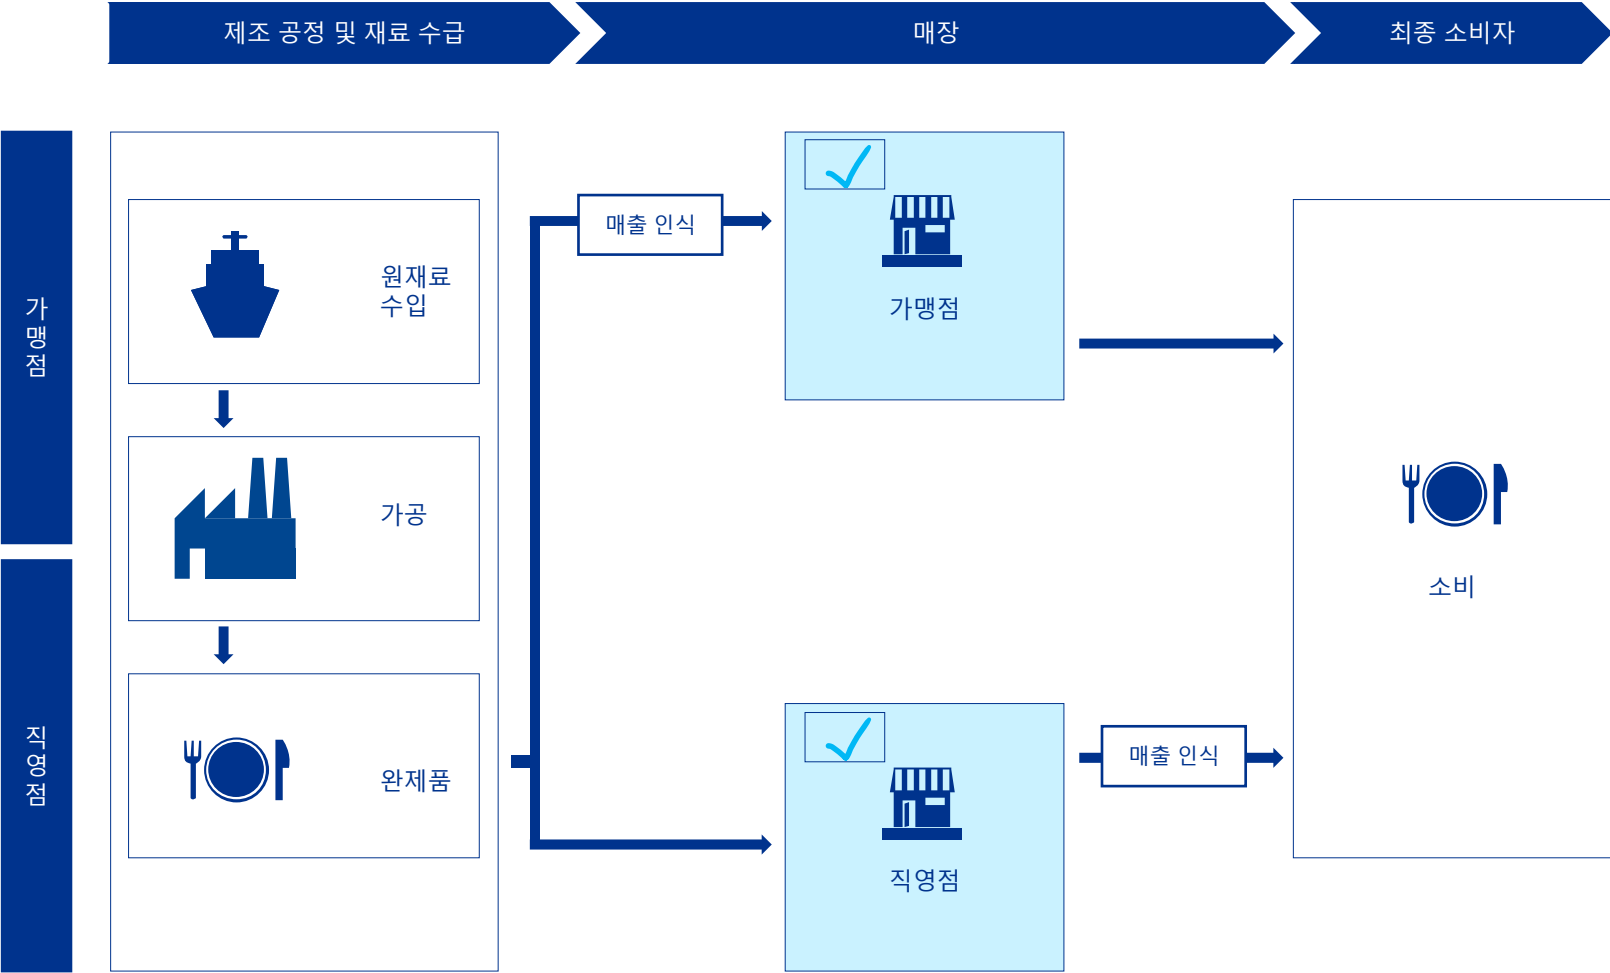 제조 공정 및 재료 수급
매장
최종 소비자
가
맹
점
원재료
수입
매출 인식
가맹점
가공
소비
직
영
점
완제품
매출 인식
직영점